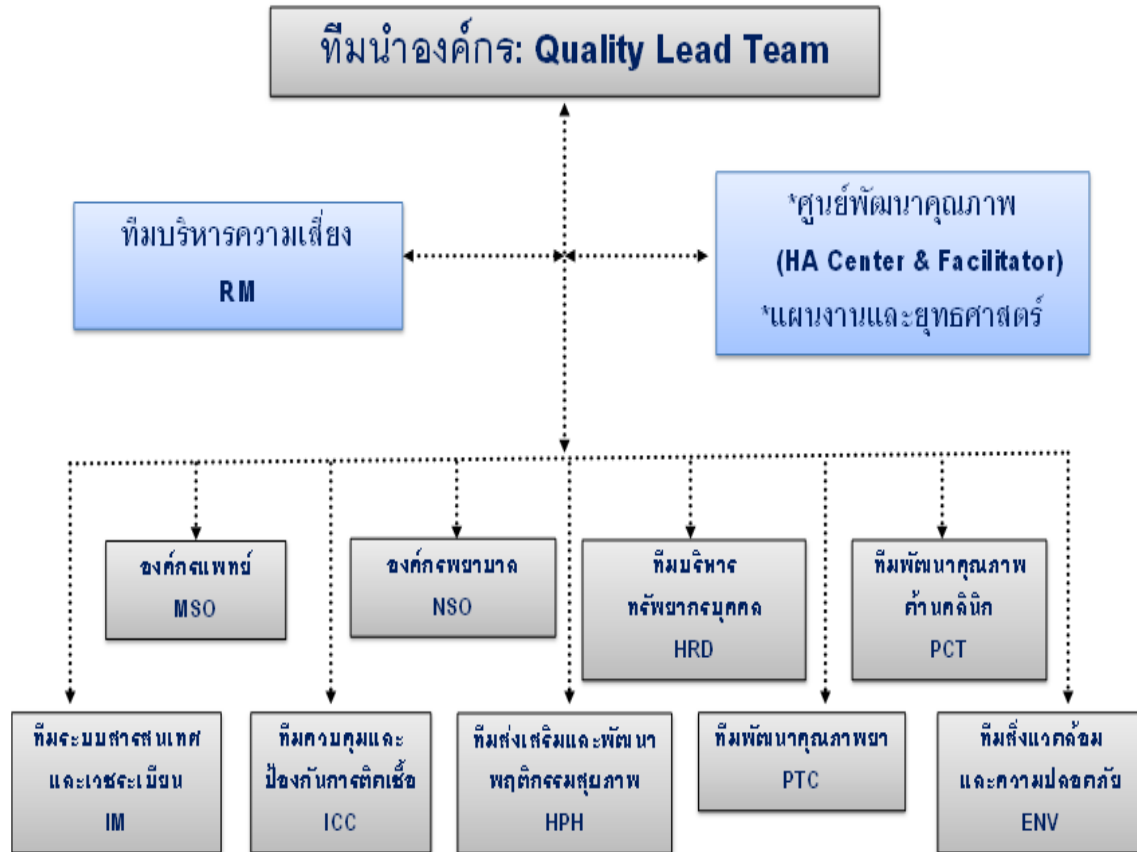 ทีมนำองค์กร: Quality Lead Team
ทีมบริหารความเสี่ยง
RM
*ศูนย์พัฒนาคุณภาพ
(HA Center & Facilitator)
*แผนงานและยุทธศาสตร์
องค์กรแพทย์
MSO
องค์กรพยาบาล
NSO
ทีมบริหาร
ทรัพยากรบุคคล
HRD
ทีมพัฒนาคุณภาพ
ด้านคลินิก
PCT
ทีมระบบสารสนเทศ
และเวชระเบียน
IM
ทีมควบคุมและ
ป้องกันการติดเชื้อ
ICC
ทีมส่งเสริมและพัฒนา
พฤติกรรมสุขภาพ
HPH
ทีมพัฒนาคุณภาพยา
PTC
ทีมสิ่งแวดล้อม
และความปลอดภัย
ENV